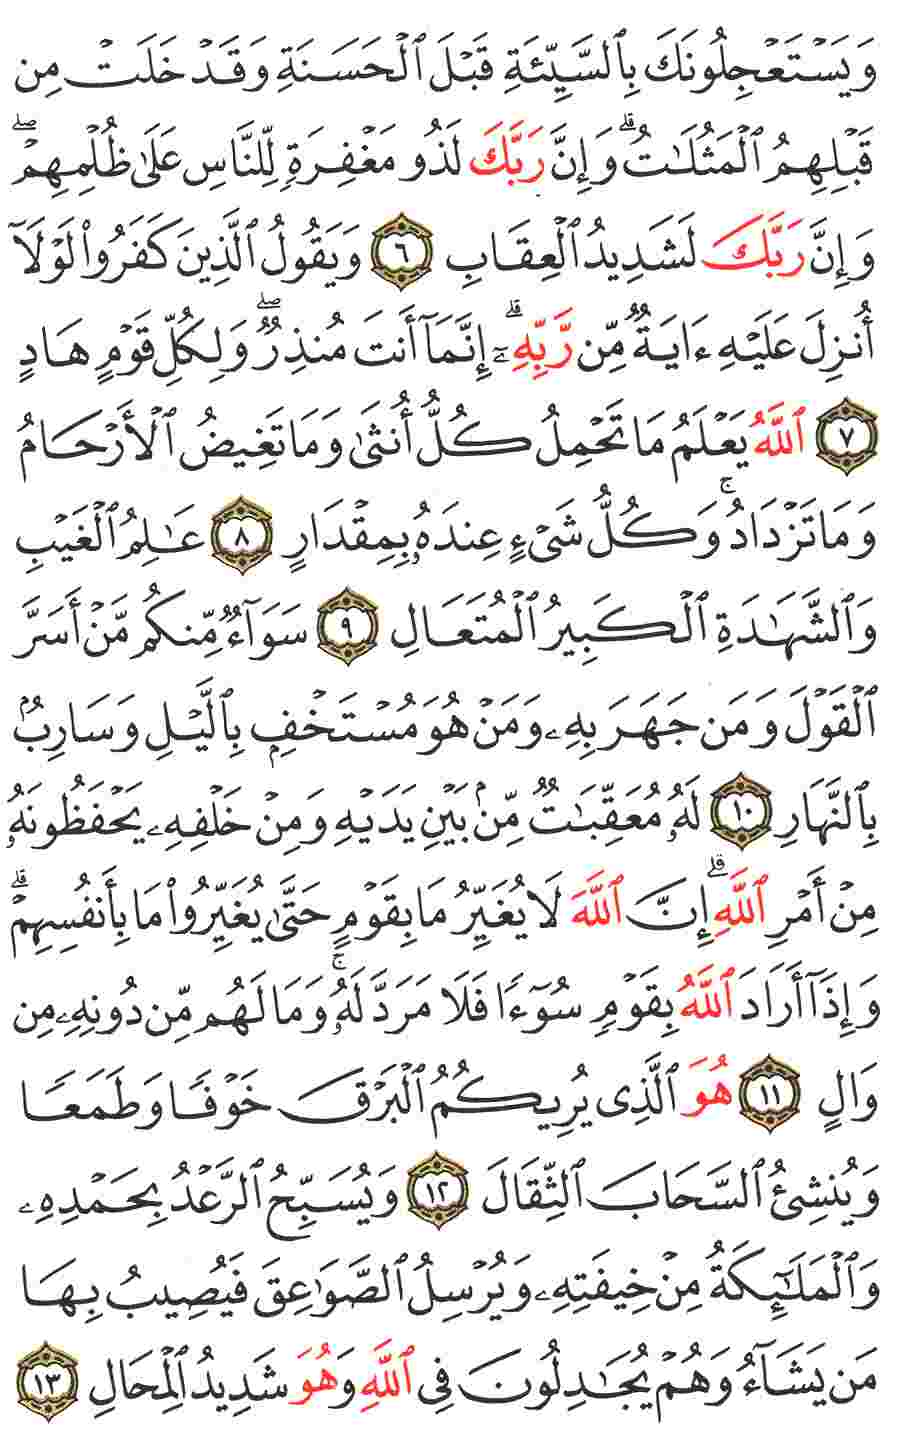 وَيَسۡتَعۡجِلُونَكَ بِٱلسَّيِّئَةِ قَبۡلَ ٱلۡحَسَنَةِ وَقَدۡ خَلَتۡ مِن
قَبۡلِهِمُ ٱلۡمَثُلَٰتُۗ وَإِنَّ رَبَّكَ لَذُو مَغۡفِرَةٖ لِّلنَّاسِ عَلَىٰ ظُلۡمِهِمۡۖ
وَإِنَّ رَبَّكَ لَشَدِيدُ ٱلۡعِقَابِ ٦ وَيَقُولُ ٱلَّذِينَ كَفَرُواْ لَوۡلَآ
أُنزِلَ عَلَيۡهِ ءَايَةٞ مِّن رَّبِّهِۦٓۗ إِنَّمَآ أَنتَ مُنذِرٞۖ وَلِكُلِّ قَوۡمٍ هَادٍ
٧ ٱللَّهُ يَعۡلَمُ مَا تَحۡمِلُ كُلُّ أُنثَىٰ وَمَا تَغِيضُ ٱلۡأَرۡحَامُ
وَمَا تَزۡدَادُۚ وَكُلُّ شَيۡءٍ عِندَهُۥ بِمِقۡدَارٍ ٨ عَٰلِمُ ٱلۡغَيۡبِ
وَٱلشَّهَٰدَةِ ٱلۡكَبِيرُ ٱلۡمُتَعَالِ ٩ سَوَآءٞ مِّنكُم مَّنۡ أَسَرَّ
ٱلۡقَوۡلَ وَمَن جَهَرَ بِهِۦ وَمَنۡ هُوَ مُسۡتَخۡفِۭ بِٱلَّيۡلِ وَسَارِبُۢ
بِٱلنَّهَارِ ١٠ لَهُۥ مُعَقِّبَٰتٞ مِّنۢ بَيۡنِ يَدَيۡهِ وَمِنۡ خَلۡفِهِۦ يَحۡفَظُونَهُۥ
مِنۡ أَمۡرِ ٱللَّهِۗ إِنَّ ٱللَّهَ لَا يُغَيِّرُ مَا بِقَوۡمٍ حَتَّىٰ يُغَيِّرُواْ مَا بِأَنفُسِهِمۡۗ
وَإِذَآ أَرَادَ ٱللَّهُ بِقَوۡمٖ سُوٓءٗا فَلَا مَرَدَّ لَهُۥۚ وَمَا لَهُم مِّن دُونِهِۦ مِن
وَالٍ ١١ هُوَ ٱلَّذِي يُرِيكُمُ ٱلۡبَرۡقَ خَوۡفٗا وَطَمَعٗا
وَيُنشِئُ ٱلسَّحَابَ ٱلثِّقَالَ ١٢ وَيُسَبِّحُ ٱلرَّعۡدُ بِحَمۡدِهِۦ
وَٱلۡمَلَٰٓئِكَةُ مِنۡ خِيفَتِهِۦ وَيُرۡسِلُ ٱلصَّوَٰعِقَ فَيُصِيبُ بِهَا
مَن يَشَآءُ وَهُمۡ يُجَٰدِلُونَ فِي ٱللَّهِ وَهُوَ شَدِيدُ ٱلۡمِحَالِ ١٣